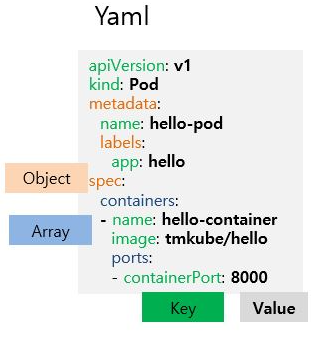 Yaml
apiVersion: v1
kind: Pod
metadata:
name: hello-pod
labels:
app: hello
Object
spec:
containers:
Array
- name: hello-container
image: tmkube/hello
ports:
- containerPort: 8000
Key Value